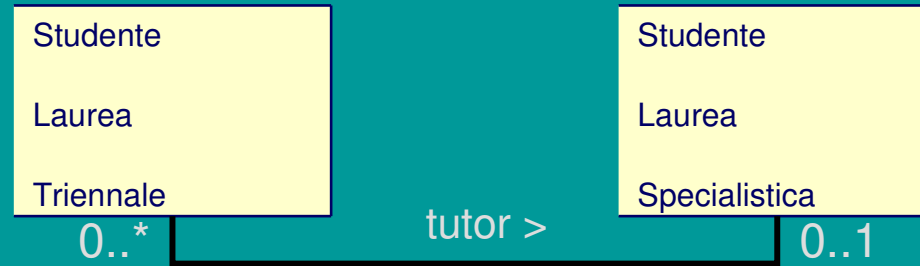 Studente
Laurea
Triennale
Studente
Laurea
Specialistica
0..*
tutor >
0..1